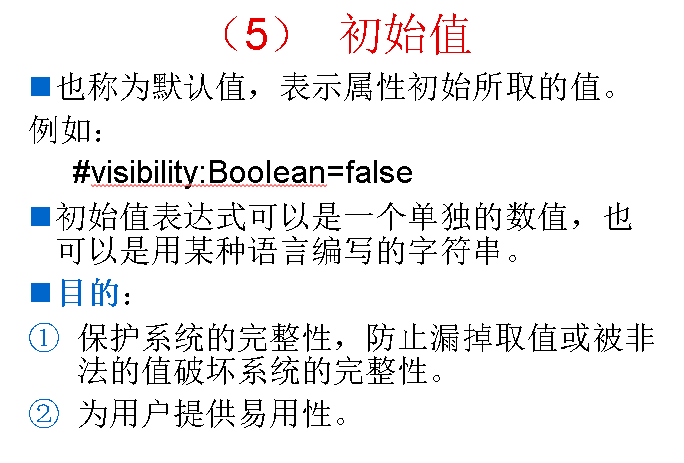 （5） 初始值
■也称为默认值，表示属性初始所取的值。
例如：
#visibility:Boolean=false
■初始值表达式可以是一个单独的数值，也
可以是用某种语言编写的字符串。
■目的：
① 保护系统的完整性，防止漏掉取值或被非
法的值破坏系统的完整性。
② 为用户提供易用性。